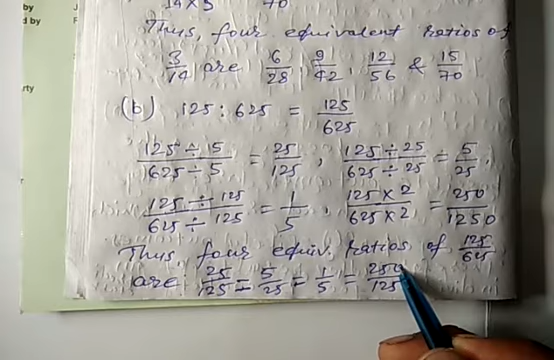 14 x 5 70
Thus, four equivalent ratios of
3/14 are 6/28, 9/42, 12/56 & 15/70
(b) 125 : 625 = 125/625
125 ÷ 15/625 ÷ 5 = 25/125, 125 ÷ 25/625 ÷ 25 = 5/25,
125 ÷ 125/625 ÷ 125 = 1/5, 125 x 2/625 x 2 = 250/1250
Thus, four equiv. ratios of 125/625
are 25/125 = 5/25 = 1/5 = 250/125